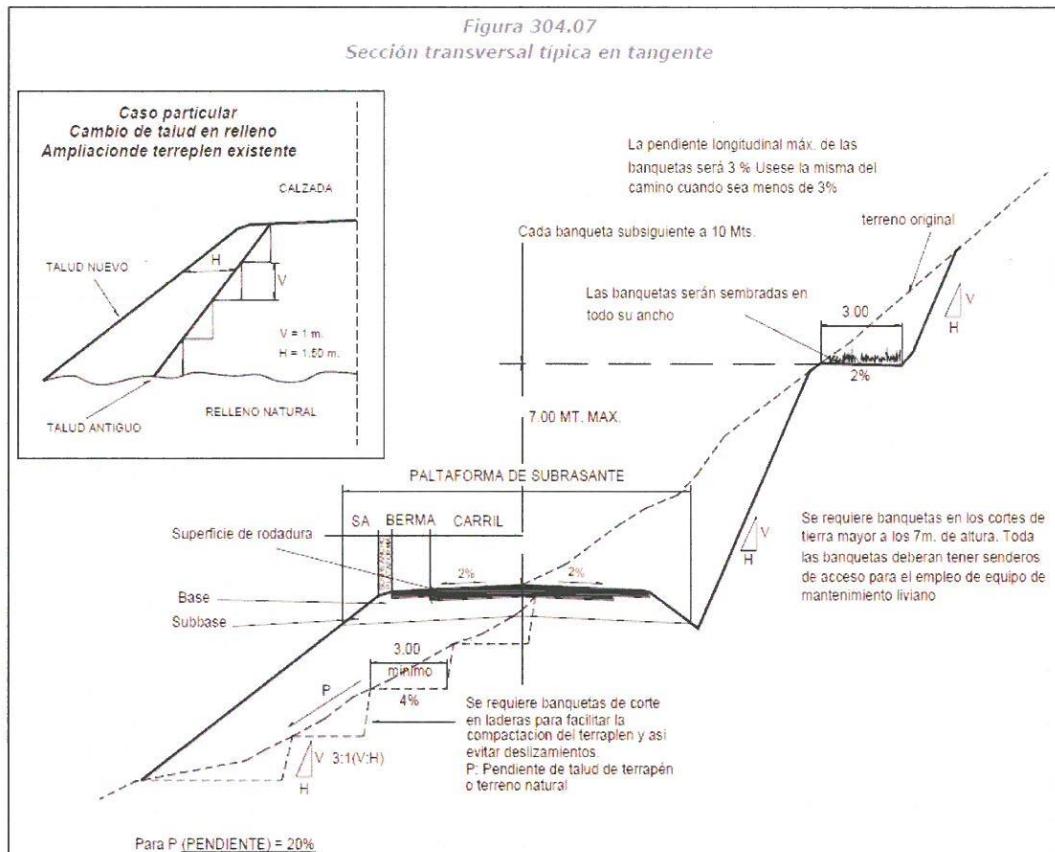 Figura 304.07
Sección transversal típica en tangente
Caso particular
Cambio de talud en relleno
Ampliacionde terreplen existente
CALZADA
TALUD NUEVO
H
V
V = 1 m.
H = 1.50 m.
RELLENO NATURAL
TALUD ANTIGUO
La pendiente longitudinal máx. de las
banquetas será 3 % Usese la misma del
camino cuando sea menos de 3%
terreno original
Cada banqueta subsiguiente a 10 Mts.
Las banquetas serán sembradas en
todo su ancho
3.00
V
H
2%
7.00 MT. MAX.
PALTAFORMA DE SUBRASANTE
SA BERMA CARRIL
Superficie de rodadura
2%
2%
Base
Subbase
V
H
Se requiere banquetas en los cortes de
tierra mayor a los 7m. de altura. Toda
las banquetas deberan tener senderos
de acceso para el empleo de equipo de
mantenimiento liviano
3.00
minimo
4%
P
V 3:1(V:H)
H
Se requiere banquetas de corte
en laderas para facilitar la
compactacion del terraplen y asi
evitar deslizamientos.
P: Pendiente de talud de terrapén
o terreno natural
Para P (PENDIENTE) = 20%